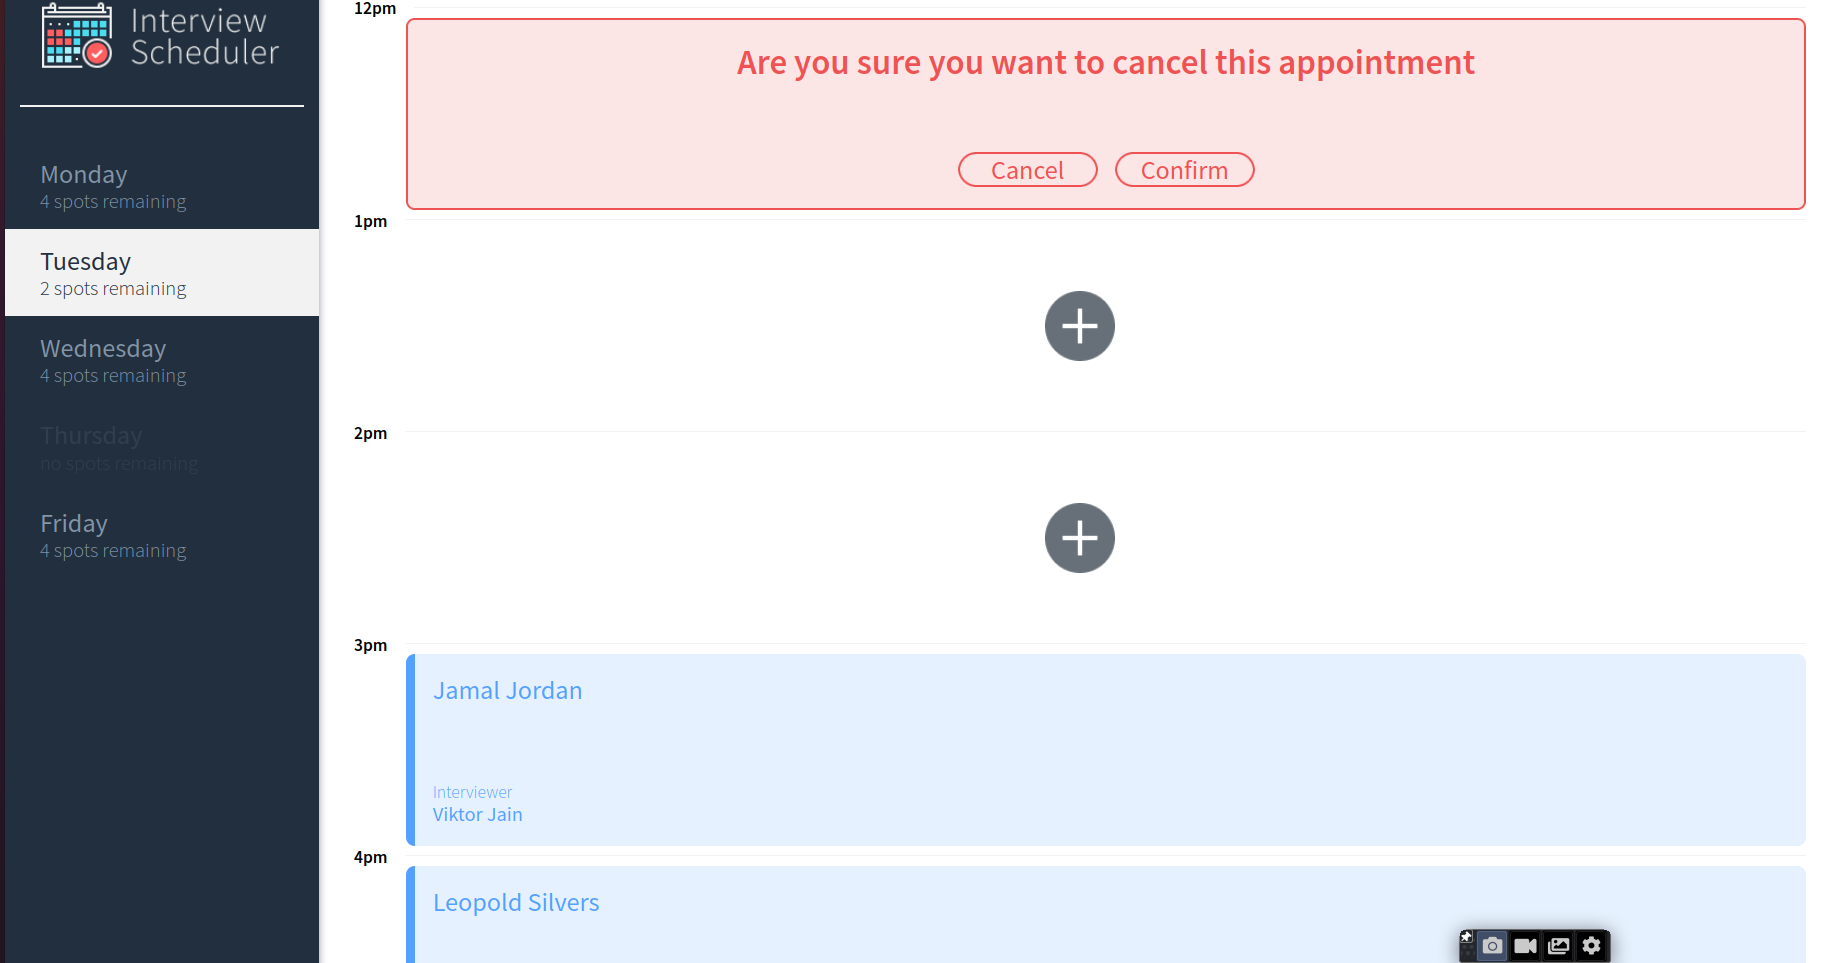 Interview
Scheduler
Monday
4 spots remaining
Tuesday
2 spots remaining
Wednesday
4 spots remaining
Thursday
no spots remaining
Friday
4 spots remaining
12pm
Are you sure you want to cancel this appointment
Cancel Confirm
1pm
2pm
3pm
Jamal Jordan
Interviewer
Viktor Jain
4pm
Leopold Silvers